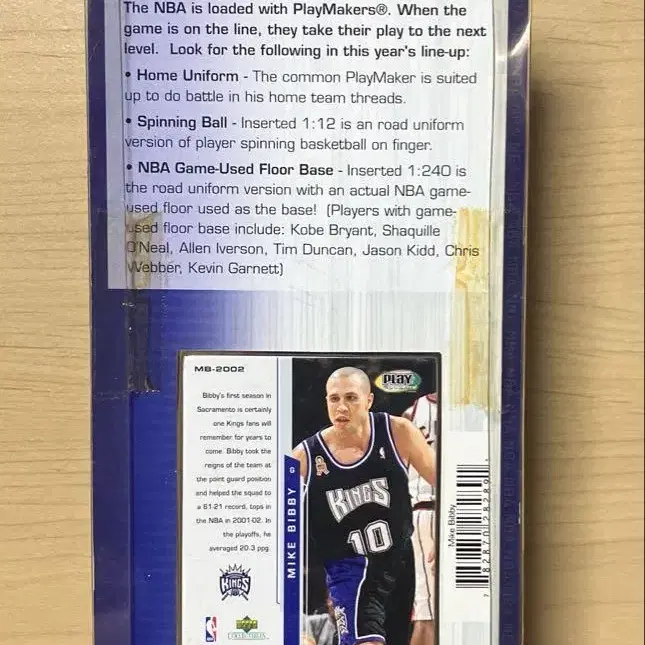 The NBA is loaded with PlayMakers®. When the
game is on the line, they take their play to the next
level. Look for the following in this year's line-up:
• Home Uniform - The common PlayMaker is suited
up to do battle in his home team threads.
• Spinning Ball - Inserted 1:12 is an road uniform
version of player spinning basketball on finger.
• NBA Game-Used Floor Base - Inserted 1:240 is
the road uniform version with an actual NBA game-
used floor used as the base! (Players with game-
used floor base include: Kobe Bryant, Shaquille
O'Neal, Allen Iverson, Tim Duncan, Jason Kidd, Chris
Webber, Kevin Garnett)
MB-2002
PLAY
Bibby's first season in
Sacramento is certainly
one Kings fans will
remember for years to
come. Bibby took the
reigns of the team at
the point guard position
and helped the squad to
a 61-21 record, tops in
the NBA in 2001-02. In
the playoffs, he
averaged 20.3 ppg.
G
MIKE BIBBY
KINGS
10
KINGS
NBA
UPPER DECK
COLLECTIBLES
Mike Bibby